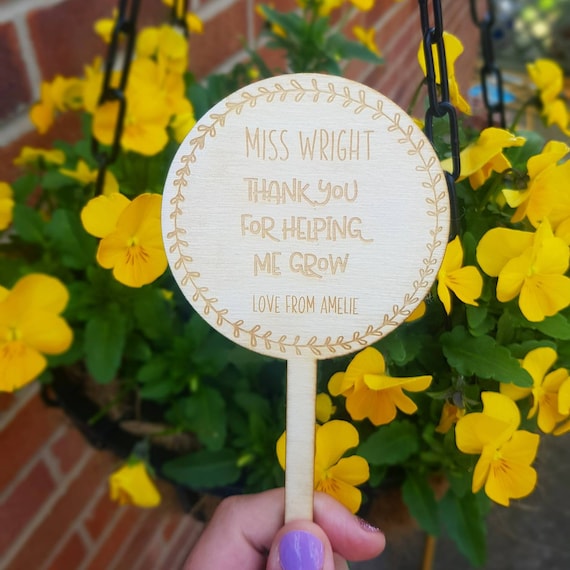 MISS WRIGHT
THANK YOU
FOR HELPING
ME GROW
LOVE FROM AMELIE